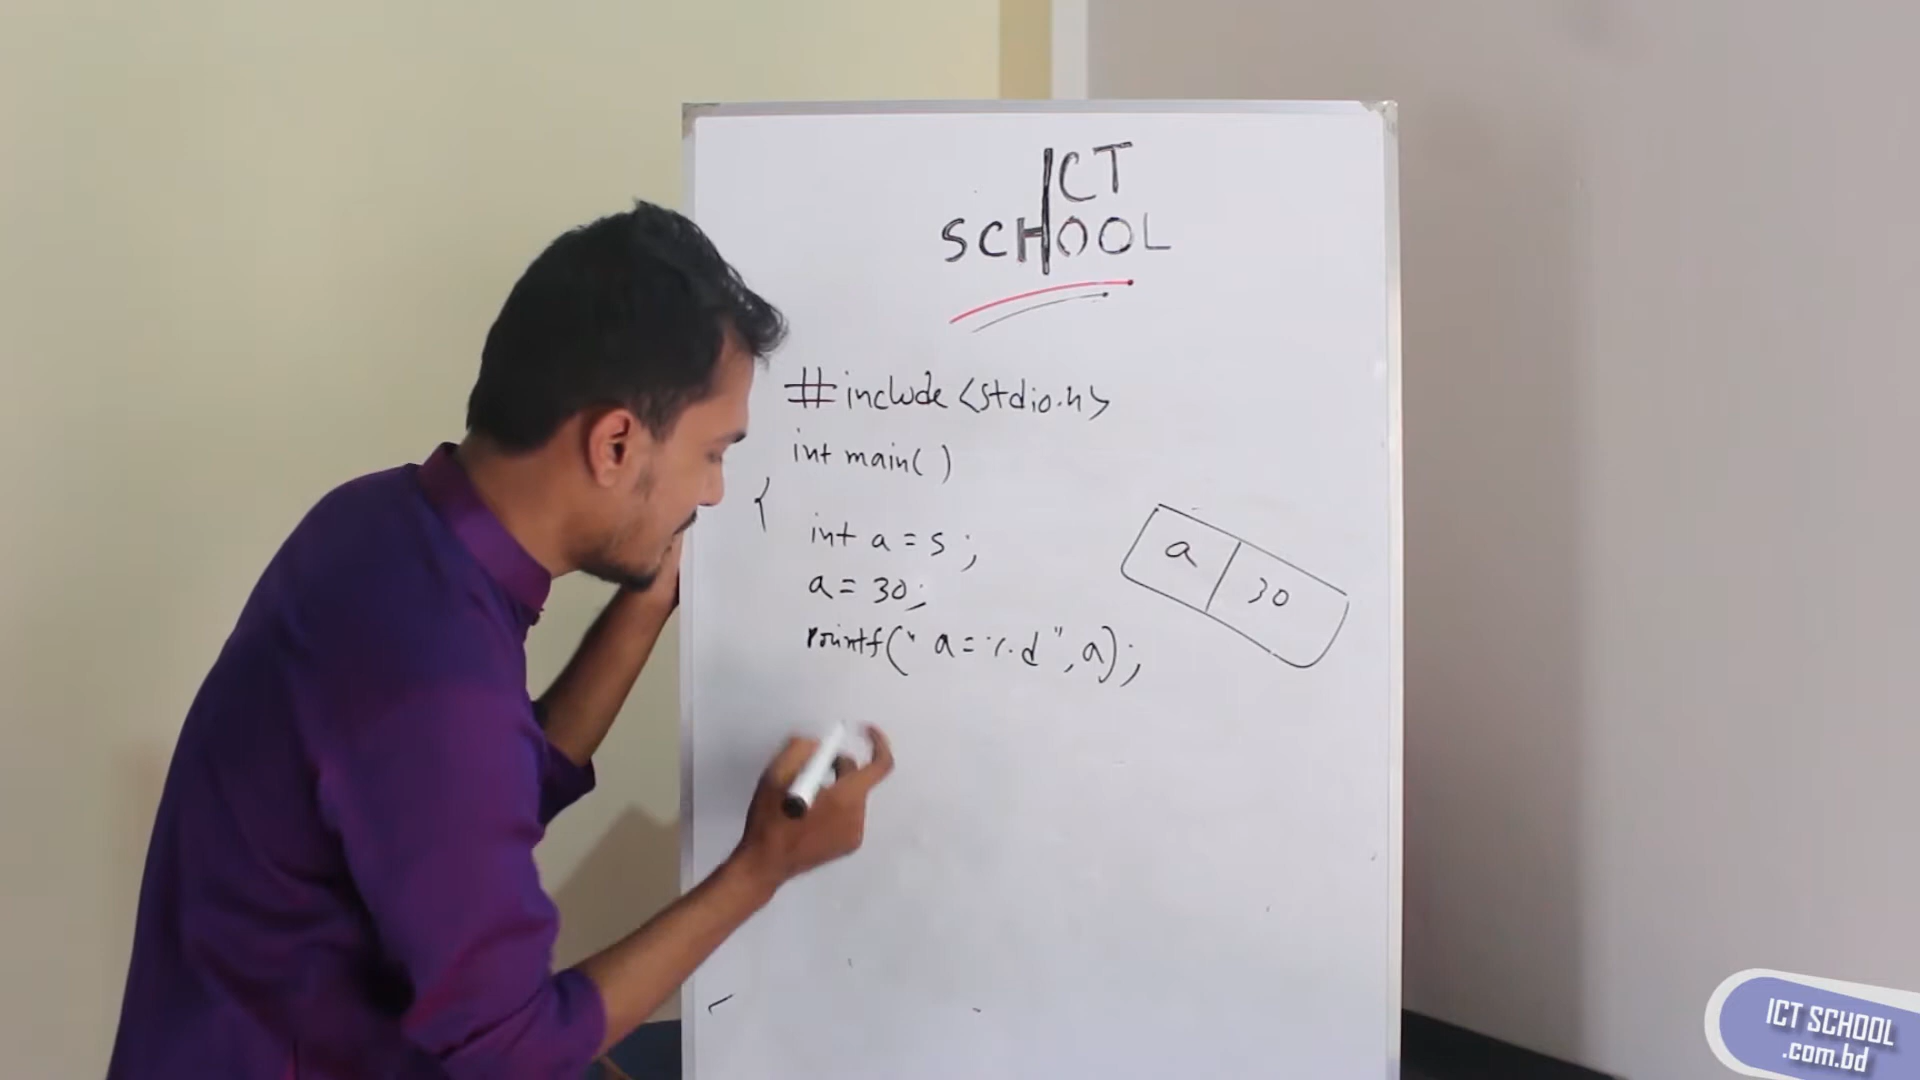 ICT
SCHOOL
#include <stdio.h>
int main( )
{
int a = 5 ;
a = 30;
printf(" a = %d ", a);
a 30
ICT SCHOOL
.com.bd